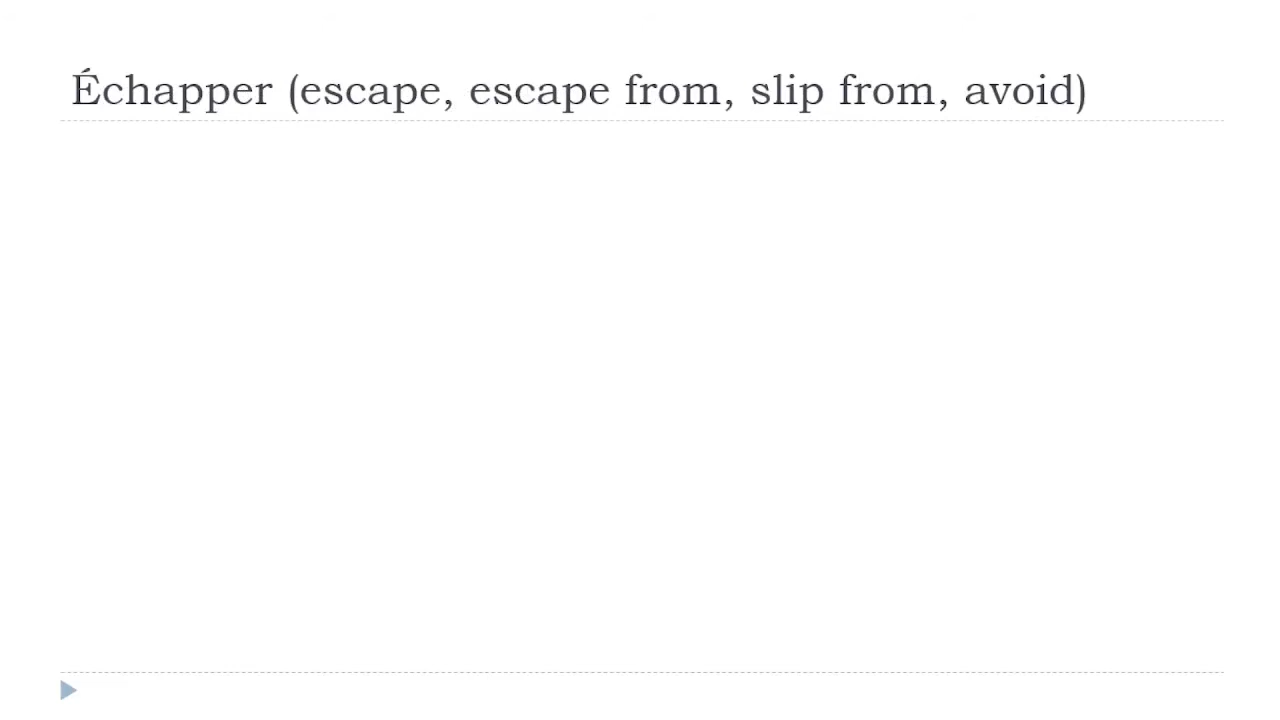 Échapper (escape, escape from, slip from, avoid)